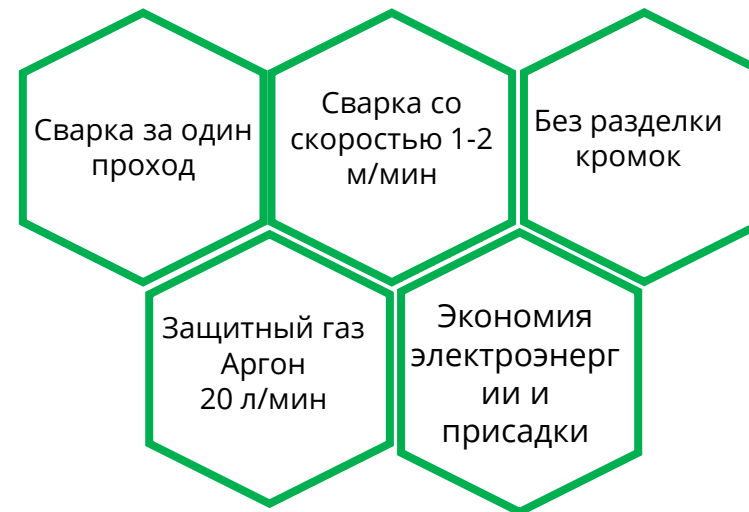 Сварка за один
проход
Сварка со
скоростью 1-2
м/мин
Без разделки
кромок
Защитный газ
Аргон
20 л/мин
Экономия
электроэнерг
ии и
присадки